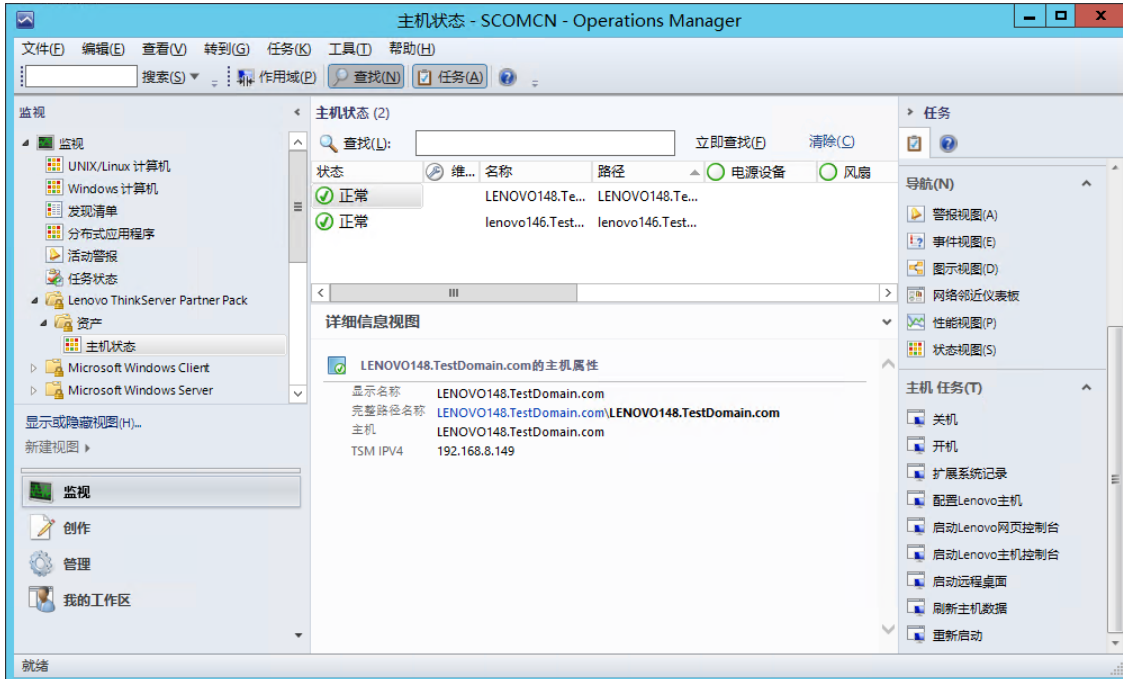 主机状态 - SCOMCN - Operations Manager
文件(F) 编辑(E) 查看(V) 转到(G) 任务(K) 工具(T) 帮助(H)
搜索(S) 作用域(P) 查找(N) 任务(A)
监视
监视
UNIX/Linux 计算机
Windows 计算机
发现清单
分布式应用程序
活动警报
任务状态
Lenovo ThinkServer Partner Pack
资产
主机状态
Microsoft Windows Client
Microsoft Windows Server
显示或隐藏视图(H)...
新建视图
监视
创作
管理
我的工作区
主机状态 (2)
查找(L): 立即查找(F) 清除(C)
状态 维... 名称 路径 电源设备 风扇
正常 LENOVO148.Te... LENOVO148.Te...
正常 lenovo146.Test... lenovo146.Test...
详细信息视图
LENOVO148.TestDomain.com的主机属性
显示名称 LENOVO148.TestDomain.com
完整路径名称 LENOVO148.TestDomain.com\LENOVO148.TestDomain.com
主机 LENOVO148.TestDomain.com
TSM IPV4 192.168.8.149
任务
导航(N)
警报视图(A)
事件视图(E)
图示视图(D)
网络邻近仪表板
性能视图(P)
状态视图(S)
主机 任务(T)
关机
开机
扩展系统记录
配置Lenovo主机
启动Lenovo网页控制台
启动Lenovo主机控制台
启动远程桌面
刷新主机数据
重新启动
就绪